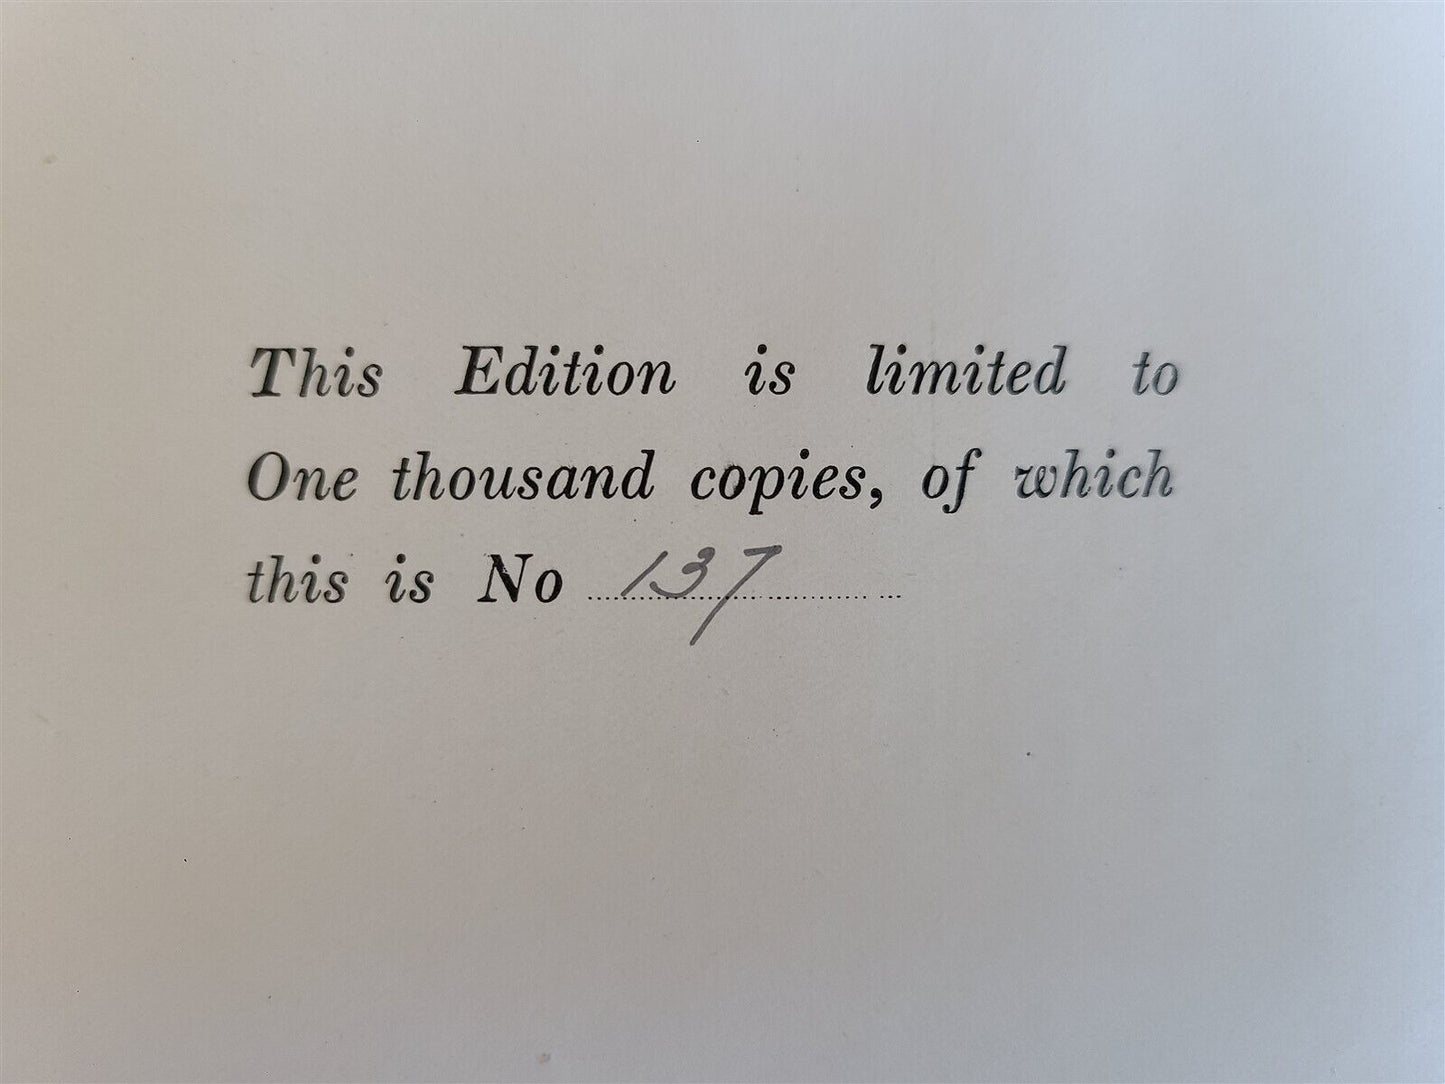 This Edition is limited to
One thousand copies, of which
this is No 137